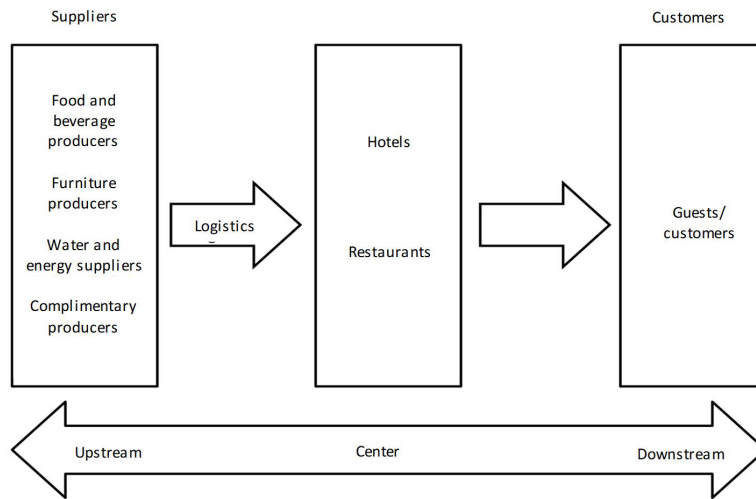 Suppliers
Customers
Food and
beverage
producers
Furniture
producers
Water and
energy suppliers
Complimentary
producers
Logistics
Hotels
Restaurants
Guests/
customers
Upstream
Center
Downstream